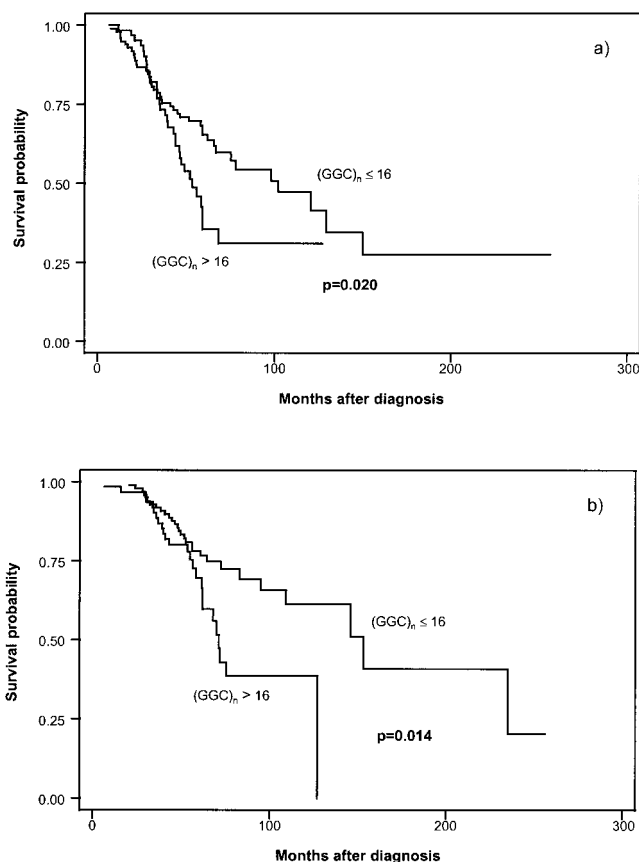 a)
1.00
0.75
0.50
0.25
0.00
Survival probability
(GGC)n ≤ 16
(GGC)n > 16
p=0.020
0 100 200 300
Months after diagnosis
b)
1.00
0.75
0.50
0.25
0.00
Survival probability
(GGC)n ≤ 16
(GGC)n > 16
p=0.014
0 100 200 300
Months after diagnosis